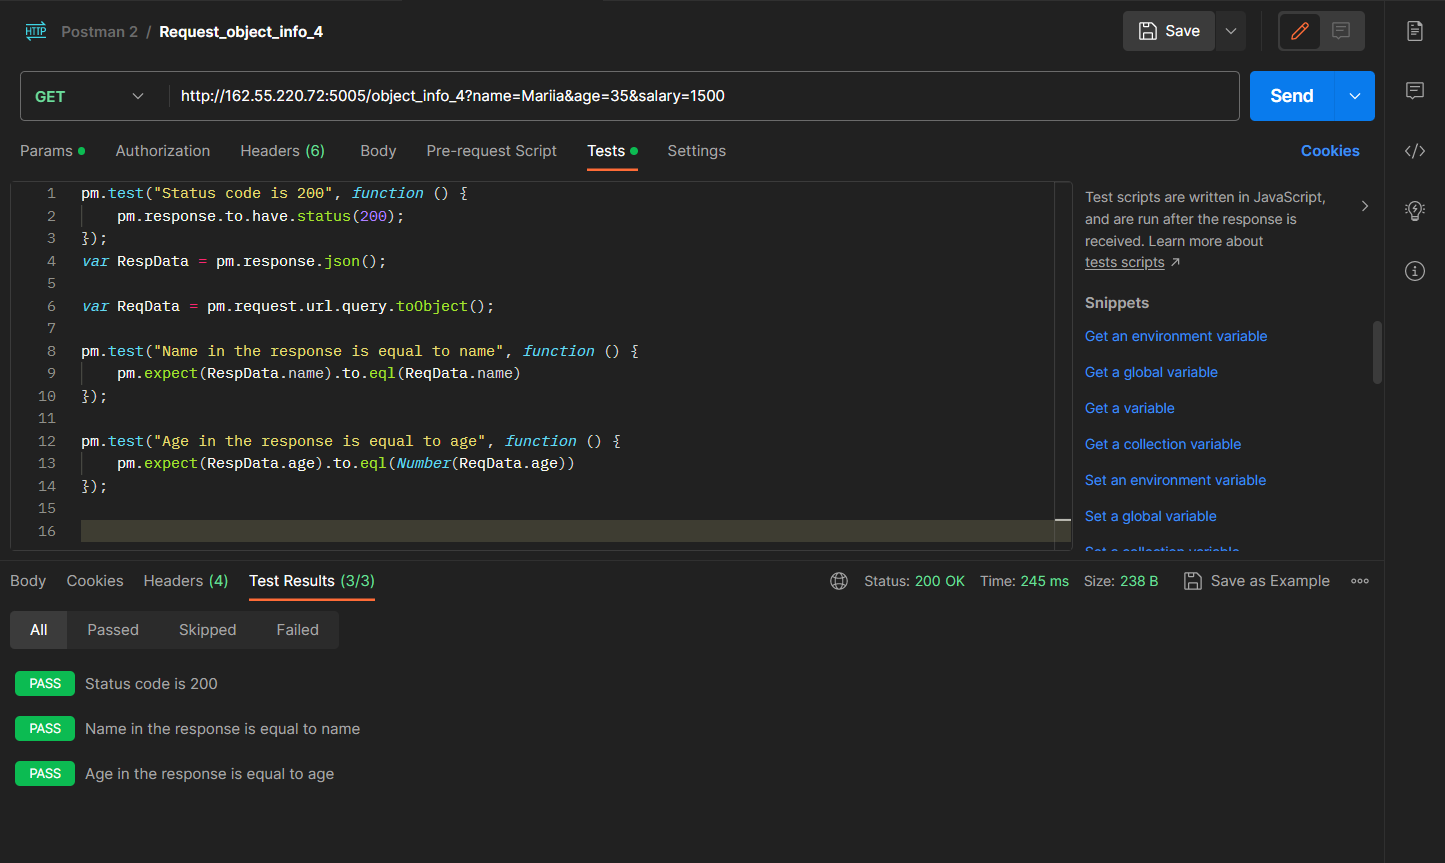 HTTP Postman 2 / Request_object_info_4 Save
GET http://162.55.220.72:5005/object_info_4?name=Mariia&age=35&salary=1500 Send
Params Authorization Headers (6) Body Pre-request Script Tests Settings Cookies
1 pm.test("Status code is 200", function () {
2 pm.response.to.have.status(200);
3 });
4 var RespData = pm.response.json();
5
6 var ReqData = pm.request.url.query.toObject();
7
8 pm.test("Name in the response is equal to name", function () {
9 pm.expect(RespData.name).to.eql(ReqData.name)
10 });
11
12 pm.test("Age in the response is equal to age", function () {
13 pm.expect(RespData.age).to.eql(Number(ReqData.age))
14 });
15
16
Test scripts are written in JavaScript,
and are run after the response is
received. Learn more about
tests scripts ↗
Snippets
Get an environment variable
Get a global variable
Get a variable
Get a collection variable
Set an environment variable
Set a global variable
Set a collection variable
Body Cookies Headers (4) Test Results (3/3) Status: 200 OK Time: 245 ms Size: 238 B Save as Example
All Passed Skipped Failed
PASS Status code is 200
PASS Name in the response is equal to name
PASS Age in the response is equal to age